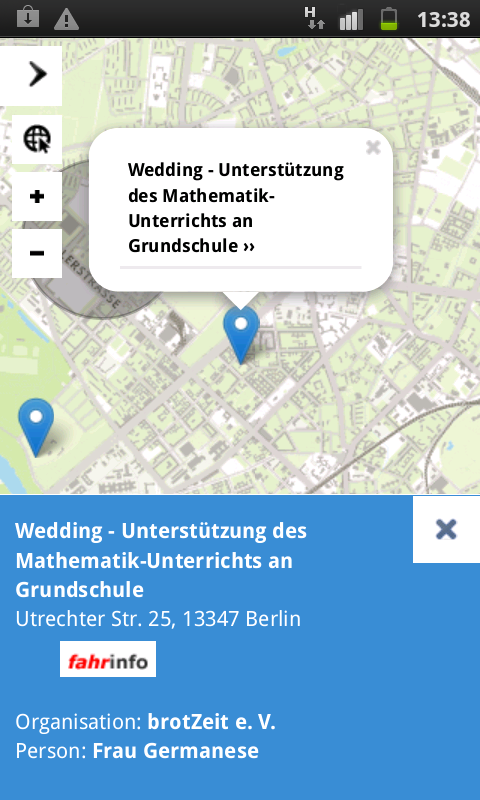 H
13:38
Wedding - Unterstützung
des Mathematik-
Unterrichts an
Grundschule ››
Wedding - Unterstützung des
Mathematik-Unterrichts an
Grundschule
Utrechter Str. 25, 13347 Berlin
fahrinfo
Organisation: brotZeit e. V.
Person: Frau Germanese